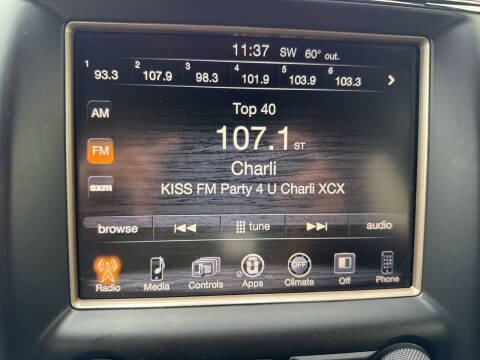 11:37 SW 60° out.
1 93.3 2 107.9 3 98.3 4 101.9 5 103.9 6 103.3
AM
FM
sxm
Top 40
107.1 ST
Charli
KISS FM Party 4 U Charli XCX
browse tune audio
OFF
Radio Media Controls Apps Climate Off Phone